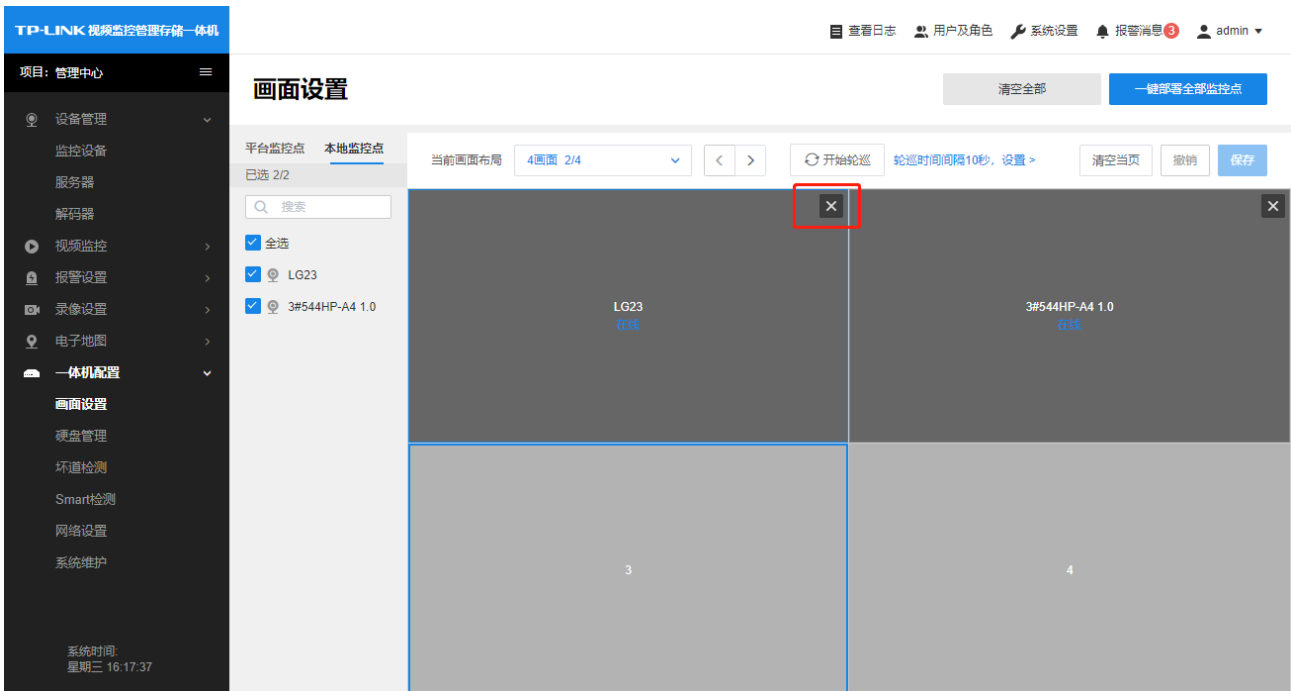 TP-LINK 视频监控管理存储一体机
查看日志 用户及角色 系统设置 报警消息 3 admin
项目: 管理中心
画面设置
清空全部 一键部署全部监控点
设备管理
监控设备
服务器
解码器
视频监控
报警设置
录像设置
电子地图
一体机配置
画面设置
硬盘管理
坏道检测
Smart检测
网络设置
系统维护
系统时间:
星期三 16:17:37
平台监控点 本地监控点
已选 2/2
搜索
全选
LG23
3#544HP-A4 1.0
当前画面布局 4画面 2/4 开始轮巡 轮巡时间间隔10秒，设置 > 清空当页 撤销 保存
LG23
在线
3#544HP-A4 1.0
在线
3
4